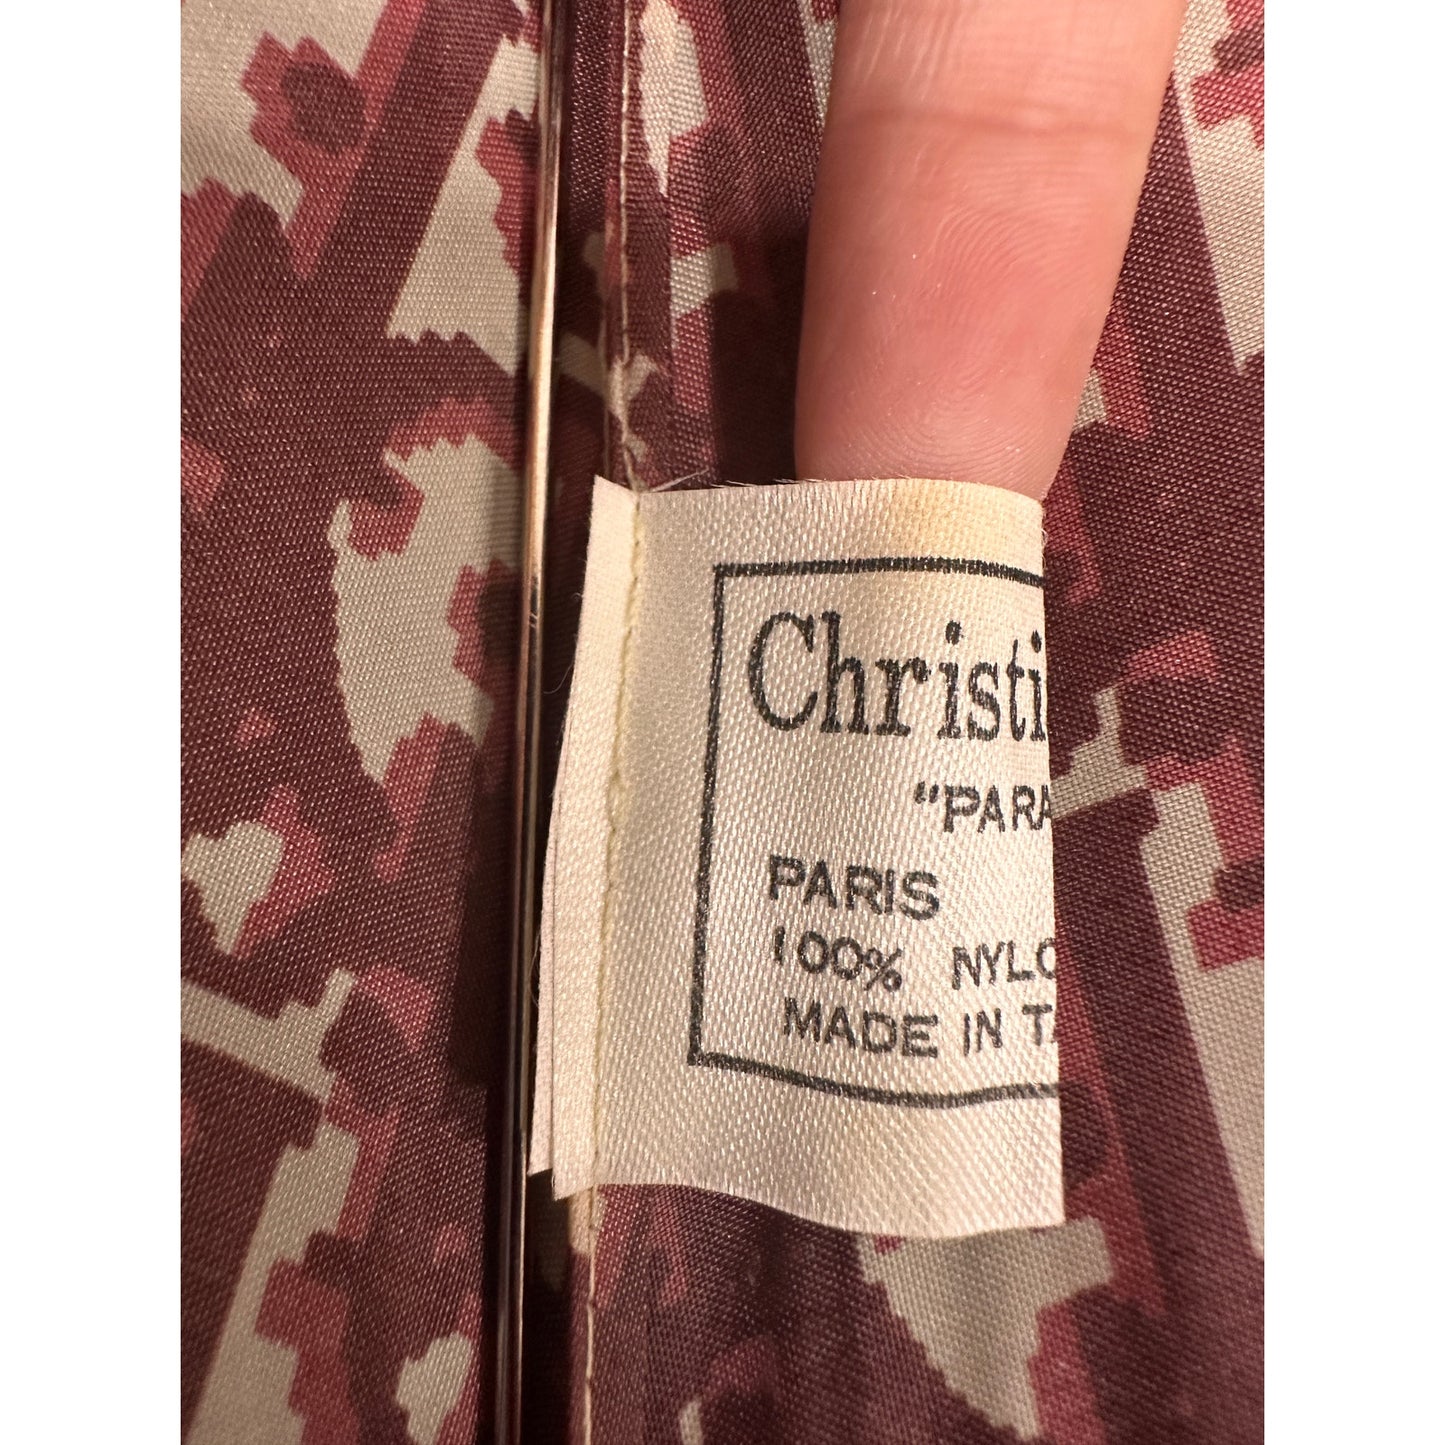 Christi
"PARA
PARIS
100% NYLO
MADE IN TA